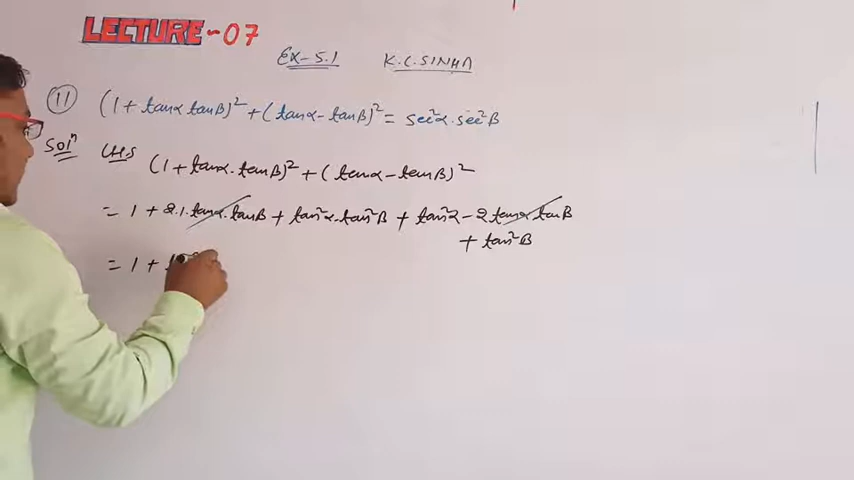 LECTURE-07
Ex-5.1 K.C.SINHA
11 (1 + tanα tanβ)² + (tanα - tanβ)² = sec²α . sec²β
Solⁿ LHS (1 + tanα . tanβ)² + (tanα - tanβ)²
= 1 + 2.1. tanα . tanβ + tan²α . tan²β + tan²α - 2 tanα tanβ
+ tan²β
= 1 +